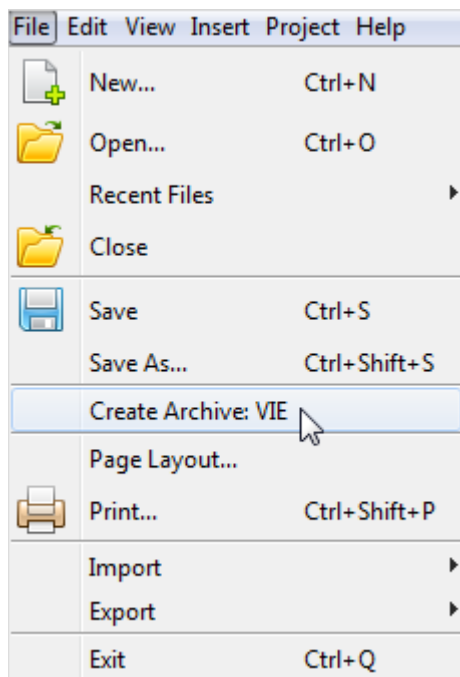 File Edit View Insert Project Help
New... Ctrl+N
Open... Ctrl+O
Recent Files
Close
Save Ctrl+S
Save As... Ctrl+Shift+S
Create Archive: VIE
Page Layout...
Print... Ctrl+Shift+P
Import
Export
Exit Ctrl+Q